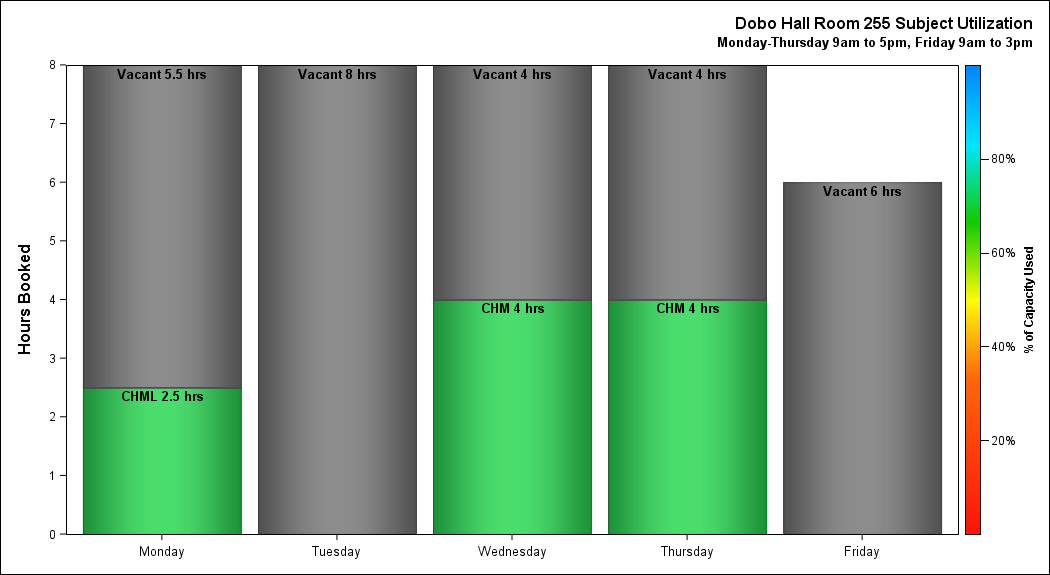 Dobo Hall Room 255 Subject Utilization
Monday-Thursday 9am to 5pm, Friday 9am to 3pm
Hours Booked
8
7
6
5
4
3
2
1
0
Vacant 5.5 hrs
Vacant 8 hrs
Vacant 4 hrs
Vacant 4 hrs
Vacant 6 hrs
CHML 2.5 hrs
CHM 4 hrs
CHM 4 hrs
Monday
Tuesday
Wednesday
Thursday
Friday
80%
60%
40%
20%
% of Capacity Used